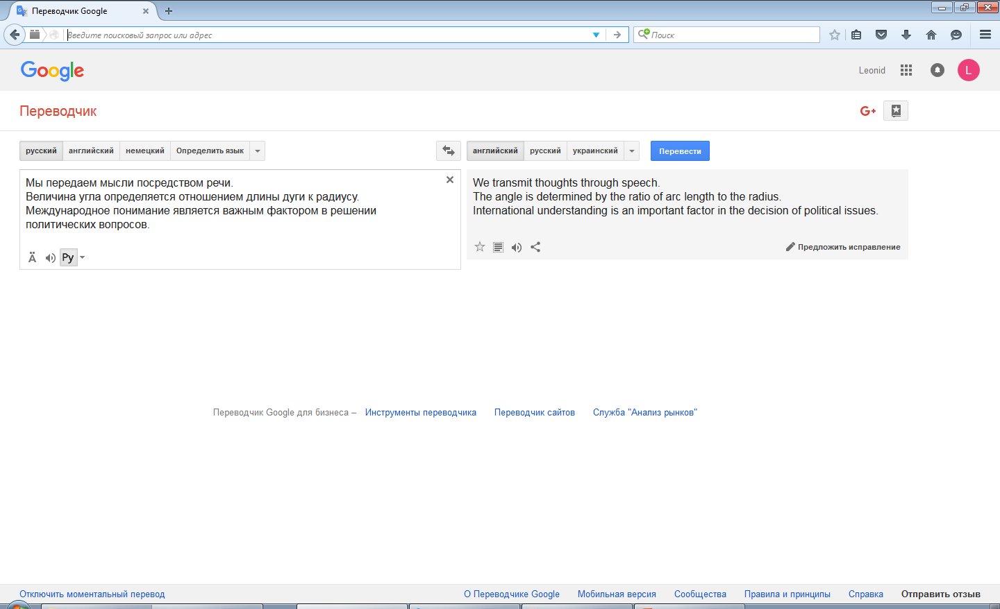 Переводчик Google
Введите поисковый запрос или адрес
Поиск
Google
Leonid
L
Переводчик
G+
русский английский немецкий Определить язык
английский русский украинский
Перевести
Мы передаем мысли посредством речи.
Величина угла определяется отношением длины дуги к радиусу.
Международное понимание является важным фактором в решении
политических вопросов.
Ä
Ру
We transmit thoughts through speech.
The angle is determined by the ratio of arc length to the radius.
International understanding is an important factor in the decision of political issues.
Предложить исправление
Переводчик Google для бизнеса – Инструменты переводчика Переводчик сайтов Служба "Анализ рынков"
Отключить моментальный перевод
О Переводчике Google Мобильная версия Сообщества Правила и принципы Справка Отправить отзыв